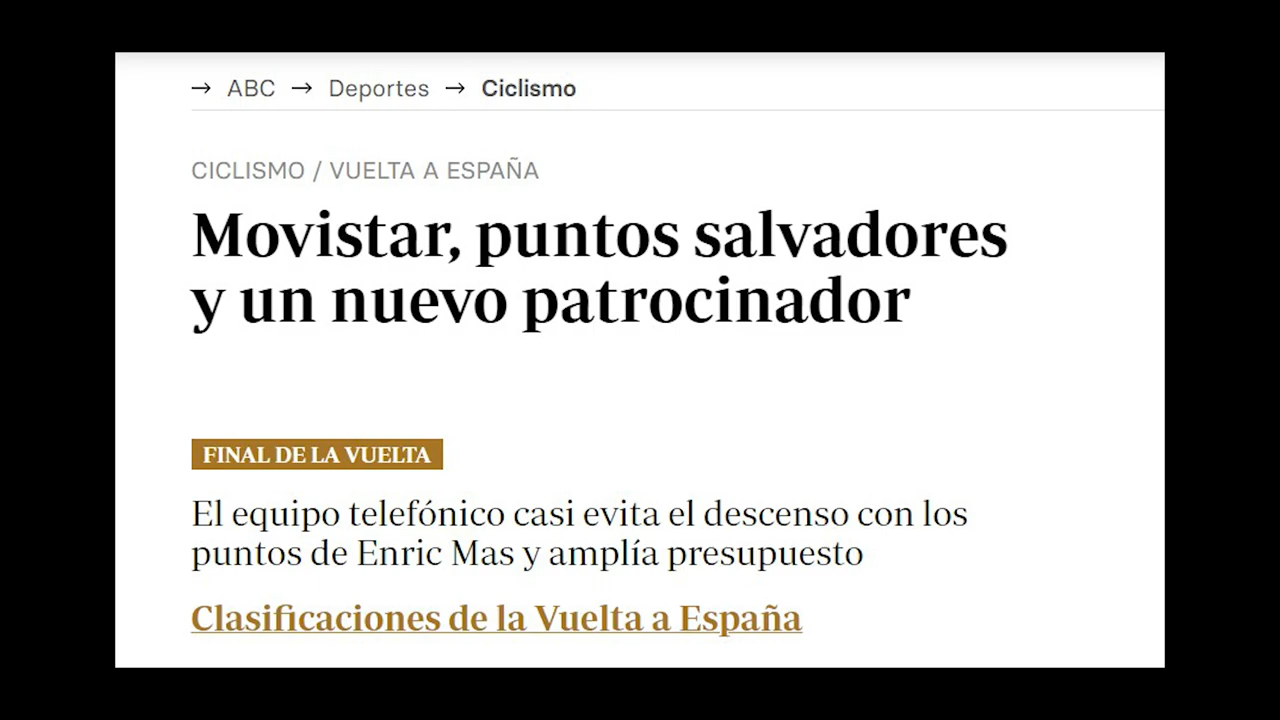 → ABC → Deportes → Ciclismo
CICLISMO / VUELTA A ESPAÑA
Movistar, puntos salvadores
y un nuevo patrocinador
FINAL DE LA VUELTA
El equipo telefónico casi evita el descenso con los
puntos de Enric Mas y amplía presupuesto
Clasificaciones de la Vuelta a España